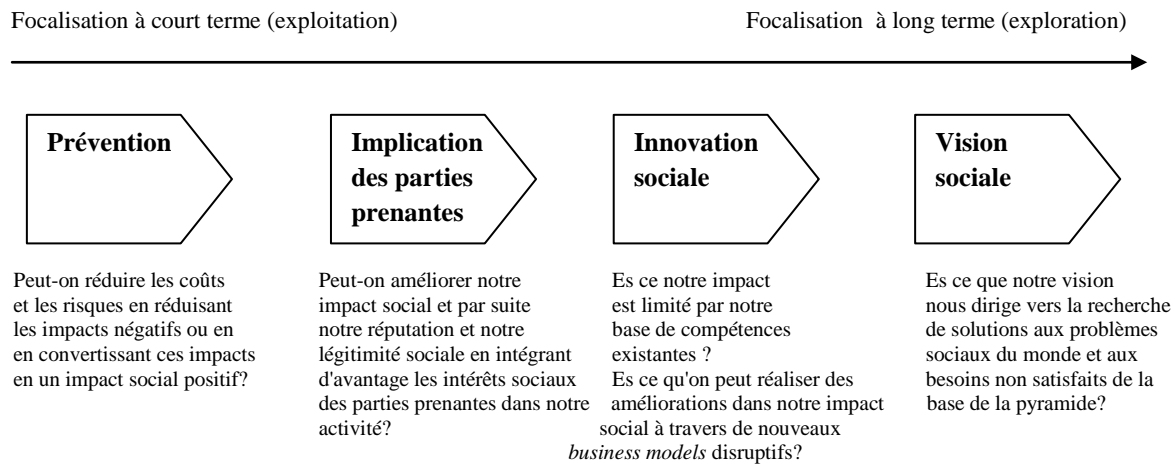 Focalisation à court terme (exploitation)
Focalisation à long terme (exploration)
Prévention
Peut-on réduire les coûts
et les risques en réduisant
les impacts négatifs ou en
en convertissant ces impacts
en un impact social positif?
Implication
des parties
prenantes
Peut-on améliorer notre
impact social et par suite
notre réputation et notre
légitimité sociale en intégrant
d'avantage les intérêts sociaux
des parties prenantes dans notre
activité?
Innovation
sociale
Es ce notre impact
est limité par notre
base de compétences
existantes ?
Es ce qu'on peut réaliser des
améliorations dans notre impact
social à travers de nouveaux
business models disruptifs?
Vision
sociale
Es ce que notre vision
nous dirige vers la recherche
de solutions aux problèmes
sociaux du monde et aux
besoins non satisfaits de la
base de la pyramide?